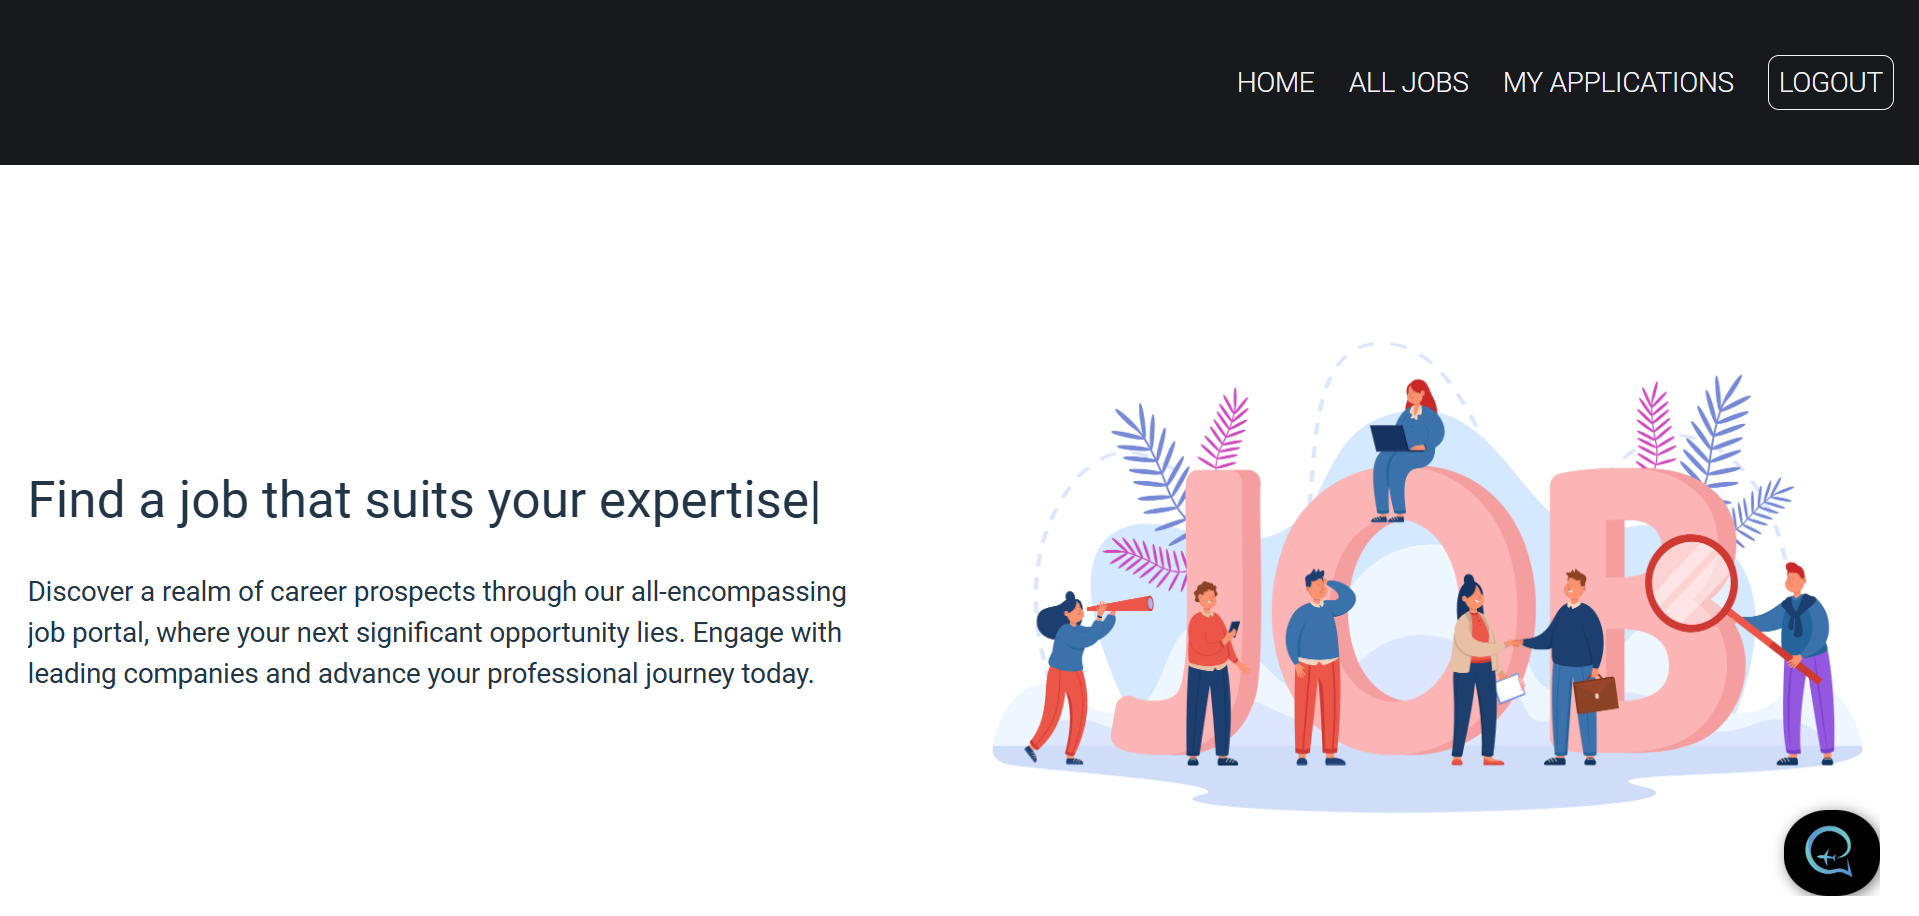 HOME ALL JOBS MY APPLICATIONS LOGOUT
Find a job that suits your expertise|
JOB
Discover a realm of career prospects through our all-encompassing
job portal, where your next significant opportunity lies. Engage with
leading companies and advance your professional journey today.